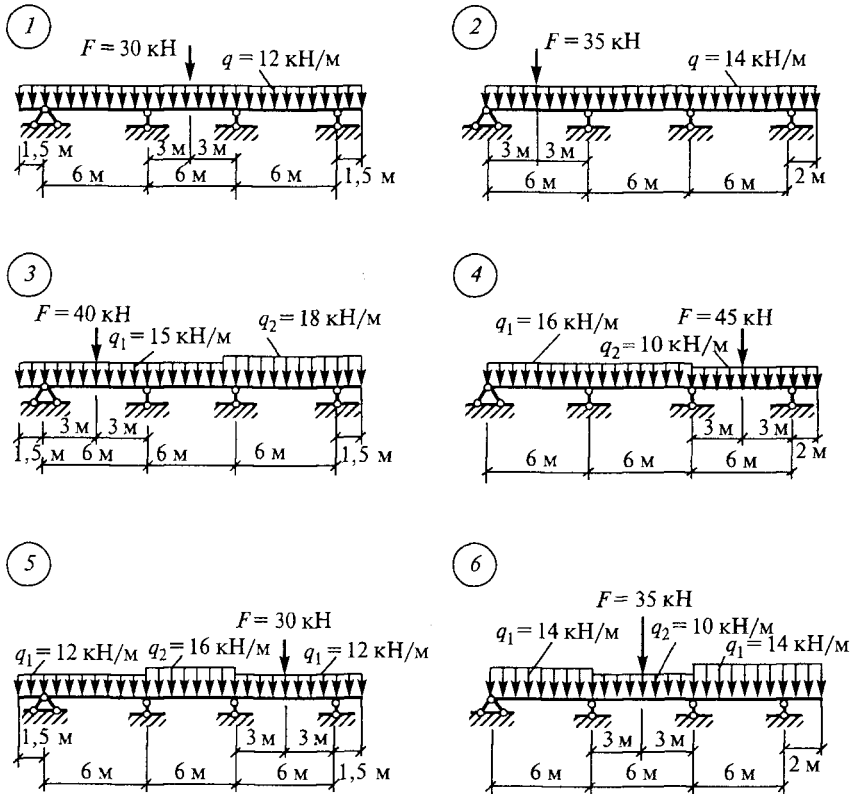 1
F = 30 кН
q = 12 кН/м
1,5 м
3 м 3 м
6 м 6 м 6 м
1,5 м
2
F = 35 кН
q = 14 кН/м
3 м 3 м
6 м 6 м 6 м
2 м
3
F = 40 кН
q₁ = 15 кН/м
q₂ = 18 кН/м
3 м 3 м
1,5 м 6 м 6 м 6 м 1,5 м
4
q₁ = 16 кН/м
F = 45 кН
q₂ = 10 кН/м
3 м 3 м
6 м 6 м 6 м
2 м
5
F = 30 кН
q₁ = 12 кН/м
q₂ = 16 кН/м
q₁ = 12 кН/м
1,5 м
3 м 3 м
6 м 6 м 6 м
1,5 м
6
F = 35 кН
q₁ = 14 кН/м
q₂ = 10 кН/м
q₁ = 14 кН/м
3 м 3 м
6 м 6 м 6 м
2 м